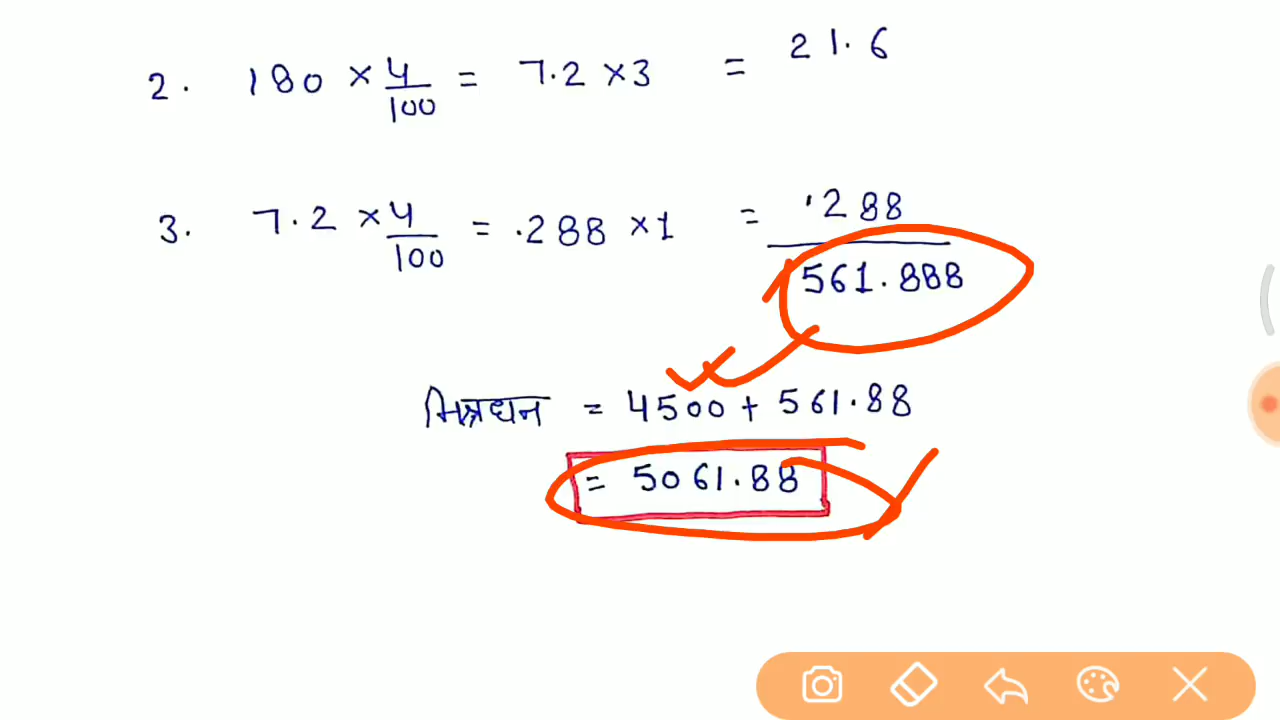 2. 180 × 4/100 = 7.2 × 3 = 21.6
3. 7.2 × 4/100 = .288 × 1 = .288
561.888
मिश्रधन = 4500 + 561.88
= 5061.88